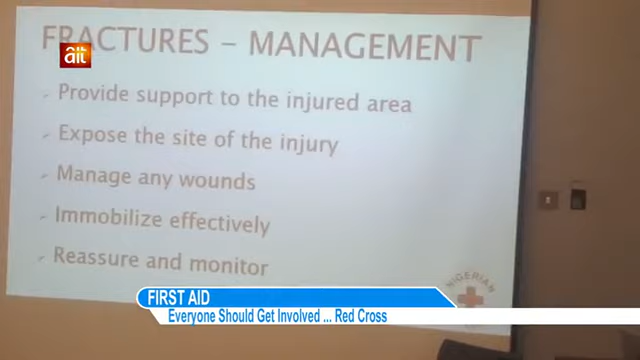 FRACTURES – MANAGEMENT
ait
Provide support to the injured area
Expose the site of the injury
Manage any wounds
Immobilize effectively
Reassure and monitor
NIGERIAN
FIRST AID
Everyone Should Get Involved ... Red Cross